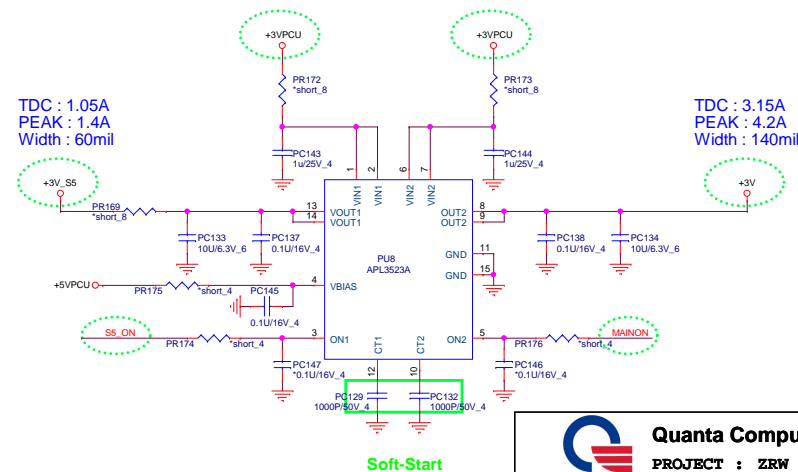 +3VPCU
+3VPCU
PR172
*short_8
PR173
*short_8
TDC : 1.05A
PEAK : 1.4A
Width : 60mil
TDC : 3.15A
PEAK : 4.2A
Width : 140mil
PC143
1u/25V_4
PC144
1u/25V_4
1
2
6
7
VIN1
VIN1
VIN2
VIN2
+3V_S5
+3V
PR169
*short_8
13
14
VOUT1
VOUT1
OUT2
OUT2
8
9
PC133
10U/6.3V_6
PC137
0.1U/16V_4
PC138
0.1U/16V_4
PC134
10U/6.3V_6
PU8
APL3523A
GND
11
GND
15
+5VPCU
PR175
*short_4
4
VBIAS
PC145
0.1U/16V_4
S5_ON
PR174
*short_4
3
ON1
ON2
5
PR176
*short_4
MAINON
CT1
CT2
PC147
*0.1U/16V_4
PC146
*0.1U/16V_4
12
10
PC129
1000P/50V_4
PC132
1000P/50V_4
Soft-Start
Quanta Compu
PROJECT : ZRW